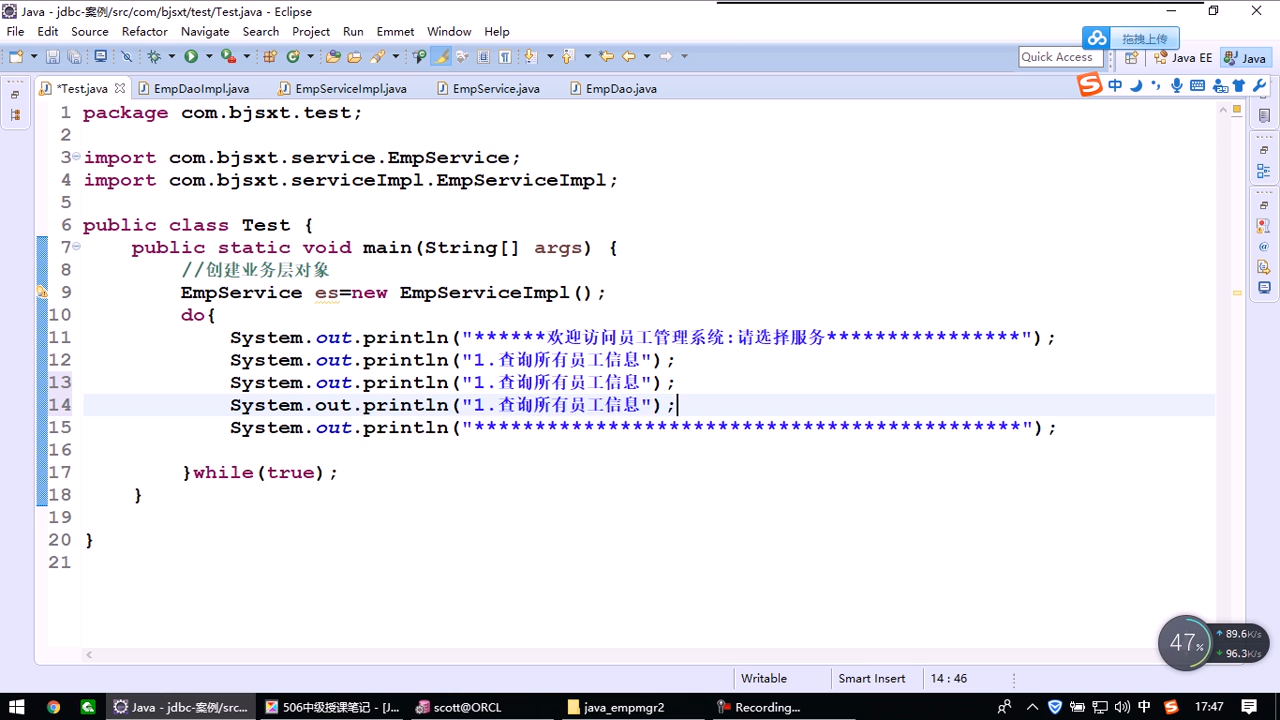 Java - jdbc-案例/src/com/bjsxt/test/Test.java - Eclipse
File Edit Source Refactor Navigate Search Project Run Emmet Window Help
拖拽上传
Quick Access
Java EE
Java
*Test.java
EmpDaoImpl.java
EmpServiceImpl.java
EmpService.java
EmpDao.java
中
1 package com.bjsxt.test;
2
3 import com.bjsxt.service.EmpService;
4 import com.bjsxt.serviceImpl.EmpServiceImpl;
5
6 public class Test {
7 public static void main(String[] args) {
8 //创建业务层对象
9 EmpService es=new EmpServiceImpl();
10 do{
11 System.out.println("******欢迎访问员工管理系统:请选择服务****************");
12 System.out.println("1.查询所有员工信息");
13 System.out.println("1.查询所有员工信息");
14 System.out.println("1.查询所有员工信息");
15 System.out.println("*********************************************");
16
17 }while(true);
18 }
19
20 }
21
47%
89.6K/s
96.3K/s
Writable
Smart Insert
14 : 46
Java - jdbc-案例/src...
506中级授课笔记 - [J...
scott@ORCL
java_empmgr2
Recording...
中
17:47